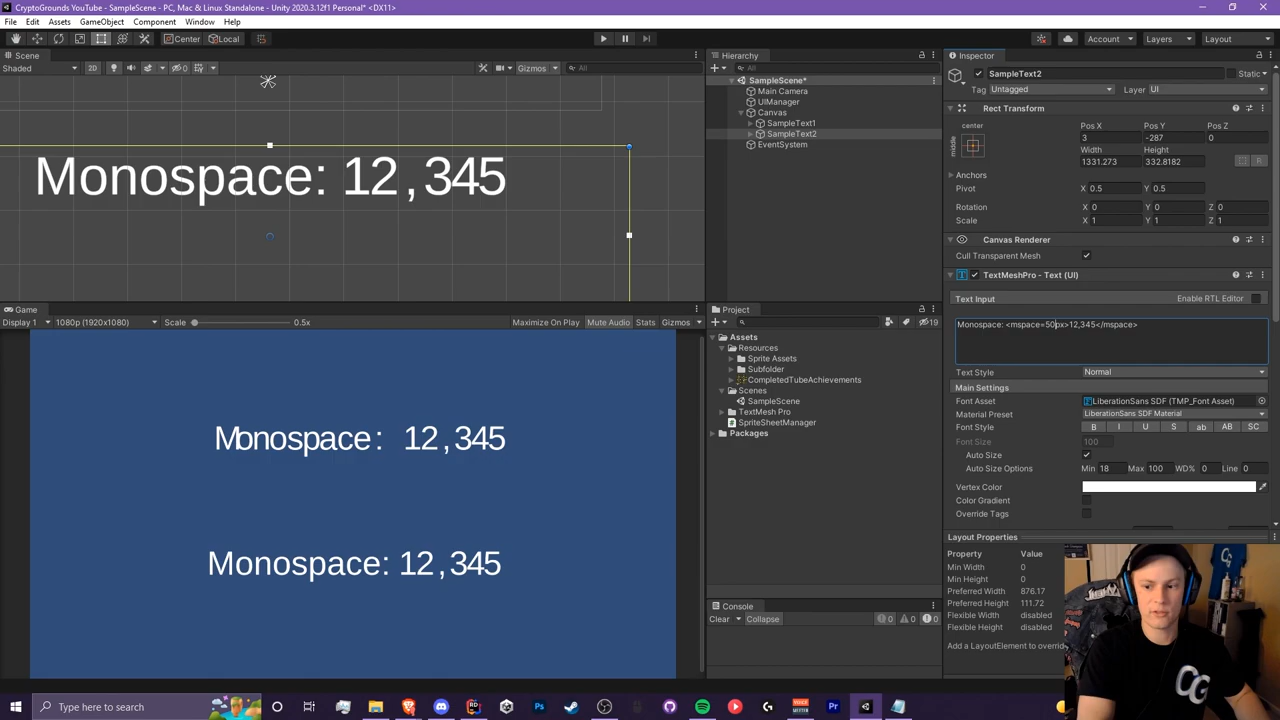 CryptoGrounds YouTube - SampleScene - PC, Mac & Linux Standalone - Unity 2020.3.12f1 Personal* <DX11>
File Edit Assets GameObject Component Window Help
Center Local Account Layers Layout
Scene
Shaded 2D 0 Gizmos All
Monospace: 12,345
Game
Display 1 1080p (1920x1080) Scale 0.5x Maximize On Play Mute Audio Stats Gizmos
Monospace: 12,345
Monospace: 12,345
Hierarchy
All
SampleScene*
Main Camera
UIManager
Canvas
SampleText1
SampleText2
EventSystem
Project
19
Assets
Resources
Sprite Assets
Subfolder
CompletedTubeAchievements
Scenes
SampleScene
TextMesh Pro
SpriteSheetManager
Packages
Console
Clear Collapse 0 0 0
Inspector
SampleText2 Static
Tag Untagged Layer UI
Rect Transform
center
middle
Pos X Pos Y Pos Z
3 -287 0
Width Height
1331.273 332.8182
R
Anchors
Pivot X 0.5 Y 0.5
Rotation X 0 Y 0 Z 0
Scale X 1 Y 1 Z 1
Canvas Renderer
Cull Transparent Mesh
TextMeshPro - Text (UI)
Text Input Enable RTL Editor
Monospace: <mspace=50px>12,345</mspace>
Text Style Normal
Main Settings
Font Asset LiberationSans SDF (TMP_Font Asset)
Material Preset LiberationSans SDF Material
Font Style B I U S ab AB SC
Font Size 100
Auto Size
Auto Size Options Min 18 Max 100 WD% 0 Line 0
Vertex Color
Color Gradient
Override Tags
Layout Properties
Property Value
Min Width 0
Min Height 0
Preferred Width 876.17
Preferred Height 111.72
Flexible Width disabled
Flexible Height disabled
Add a LayoutElement to overrid
Type here to search